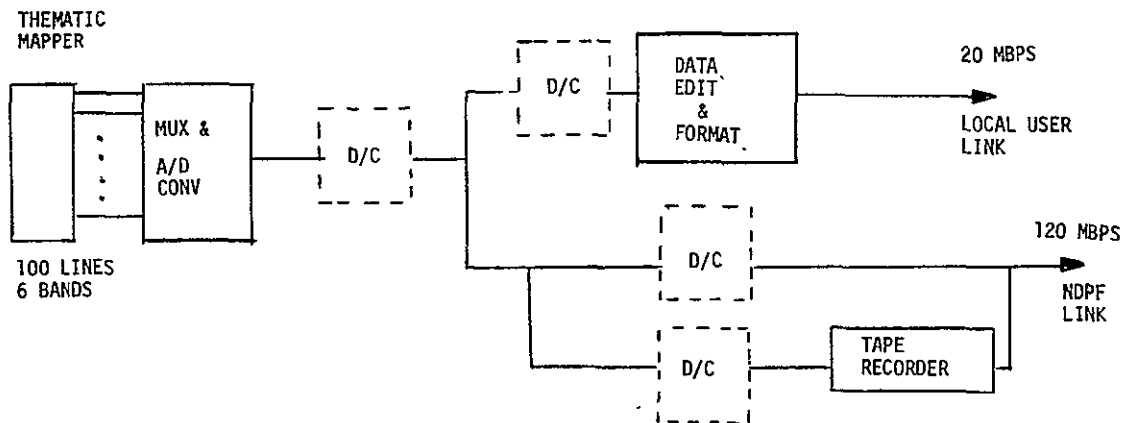 THEMATIC
MAPPER
MUX &
A/D
CONV
100 LINES
6 BANDS
D/C
D/C
DATA
EDIT
&
FORMAT
20 MBPS
LOCAL USER
LINK
D/C
120 MBPS
NDPF
LINK
D/C
TAPE
RECORDER